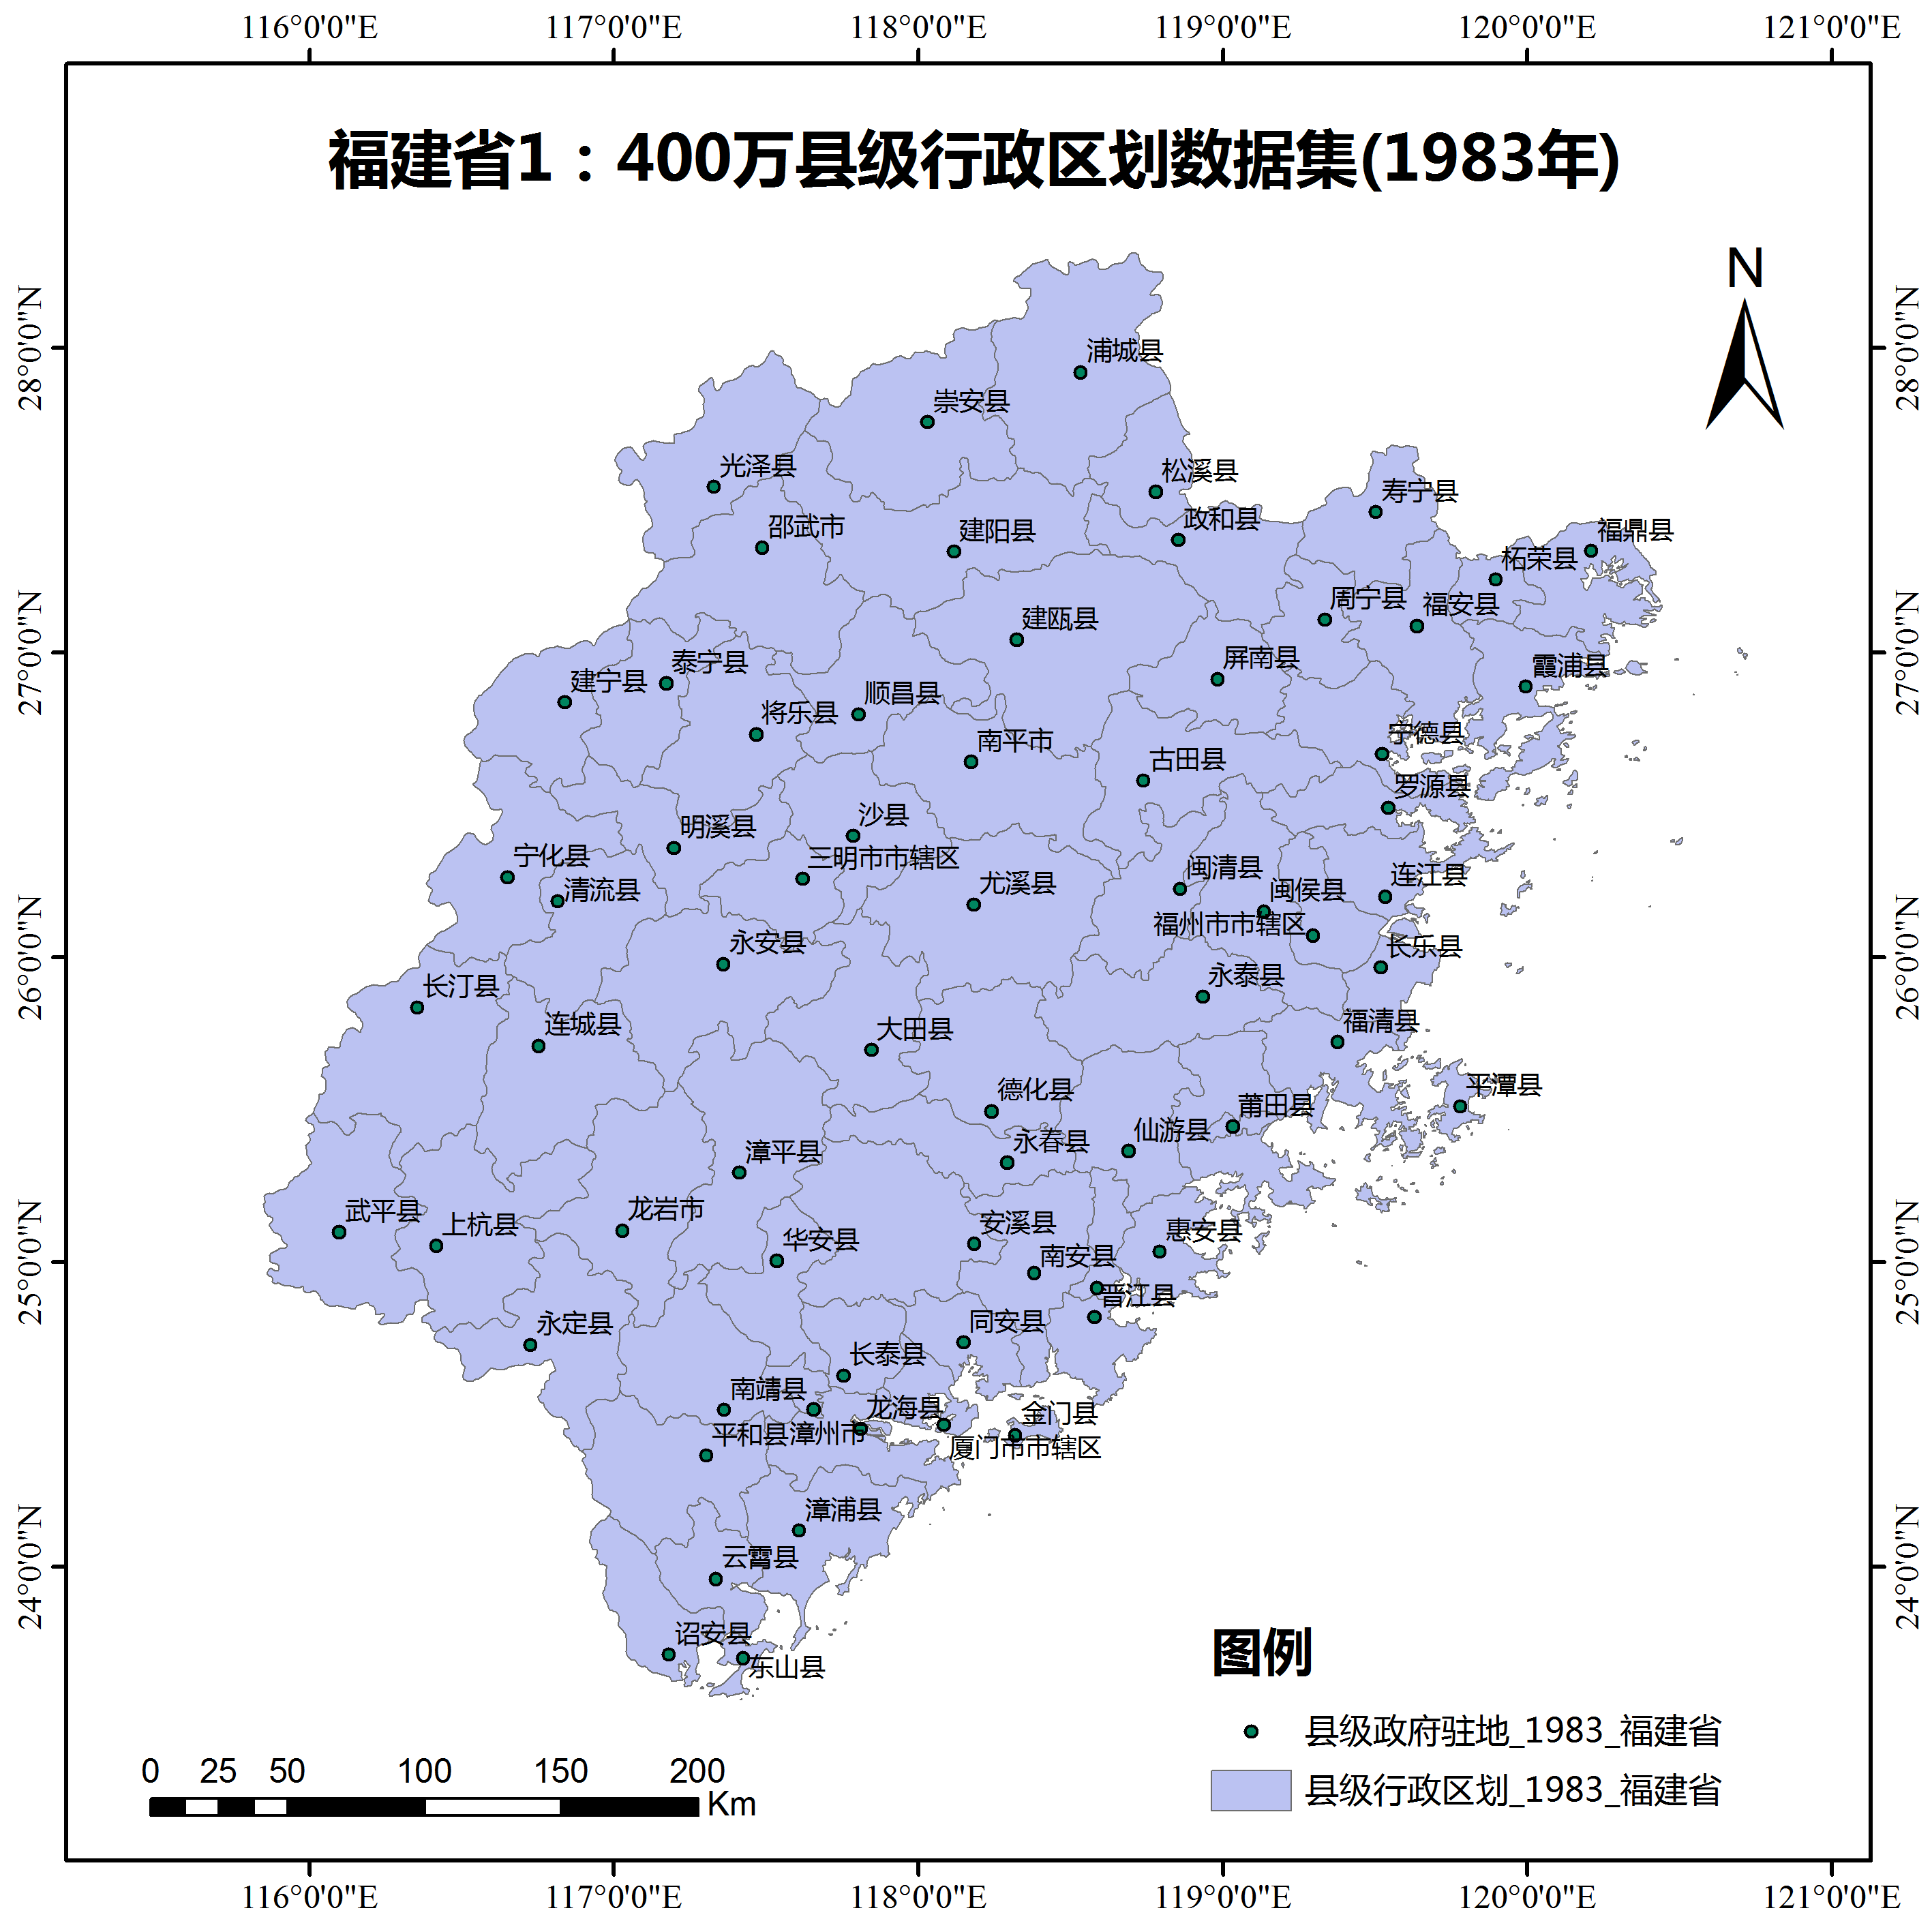 116°0'0"E 117°0'0"E 118°0'0"E 119°0'0"E 120°0'0"E 121°0'0"E
福建省1：400万县级行政区划数据集(1983年)
N
28°0'0"N
28°0'0"N
27°0'0"N
27°0'0"N
26°0'0"N
26°0'0"N
25°0'0"N
25°0'0"N
24°0'0"N
24°0'0"N
浦城县
崇安县
光泽县
松溪县
寿宁县
邵武市
建阳县
政和县
福鼎县
柘荣县
周宁县
福安县
建瓯县
屏南县
泰宁县
霞浦县
建宁县
顺昌县
将乐县
宁德县
南平市
古田县
罗源县
沙县
明溪县
宁化县
三明市市辖区
闽清县
连江县
清流县
尤溪县
闽侯县
福州市市辖区
永安县
长乐县
永泰县
长汀县
连城县
大田县
福清县
德化县
平潭县
莆田县
仙游县
永春县
漳平县
武平县
龙岩市
上杭县
安溪县
惠安县
华安县
南安县
晋江县
永定县
同安县
长泰县
南靖县
龙海县
金门县
平和县
漳州市
厦门市市辖区
漳浦县
云霄县
诏安县
东山县
图例
县级政府驻地_1983_福建省
县级行政区划_1983_福建省
0 25 50 100 150 200
Km
116°0'0"E 117°0'0"E 118°0'0"E 119°0'0"E 120°0'0"E 121°0'0"E